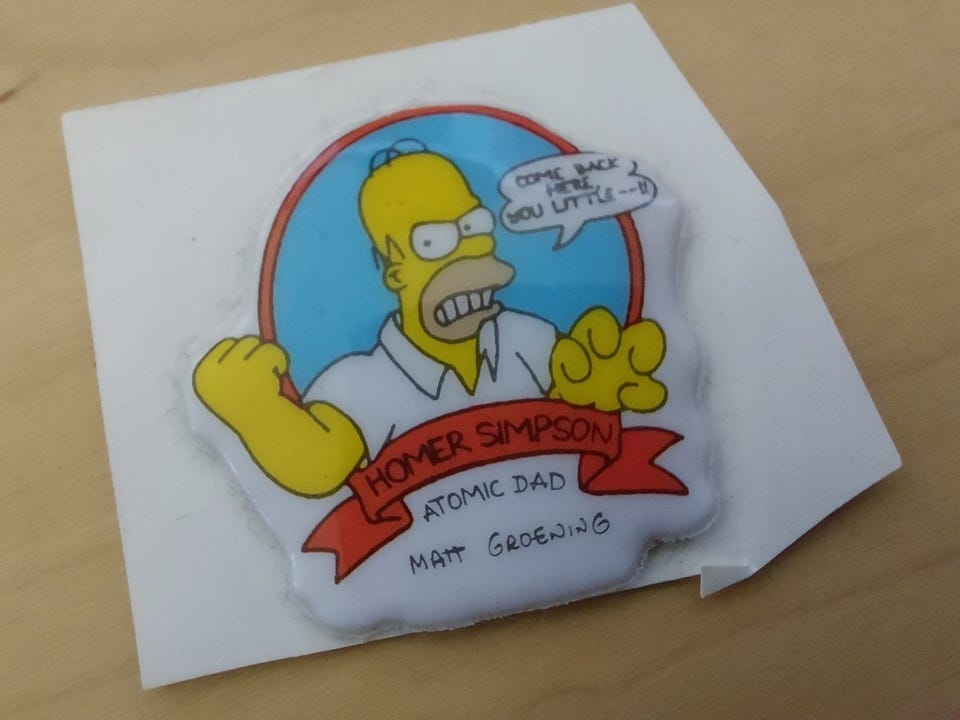 COME BACK
HERE
YOU LITTLE---!!
HOMER SIMPSON
ATOMIC DAD
MATT GROENING